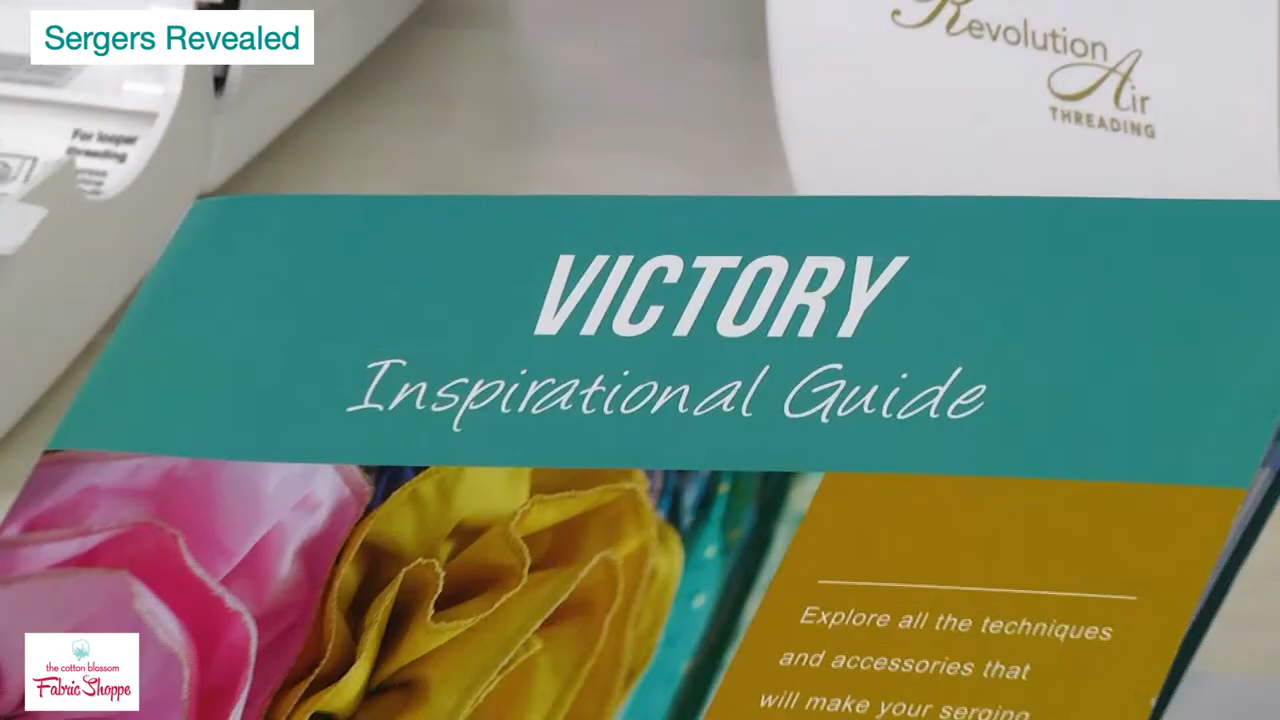 Sergers Revealed
Revolution
Air
THREADING
For looper
threading
VICTORY
Inspirational Guide
Explore all the techniques
and accessories that
will make your serging
the cotton blossom
Fabric Shoppe